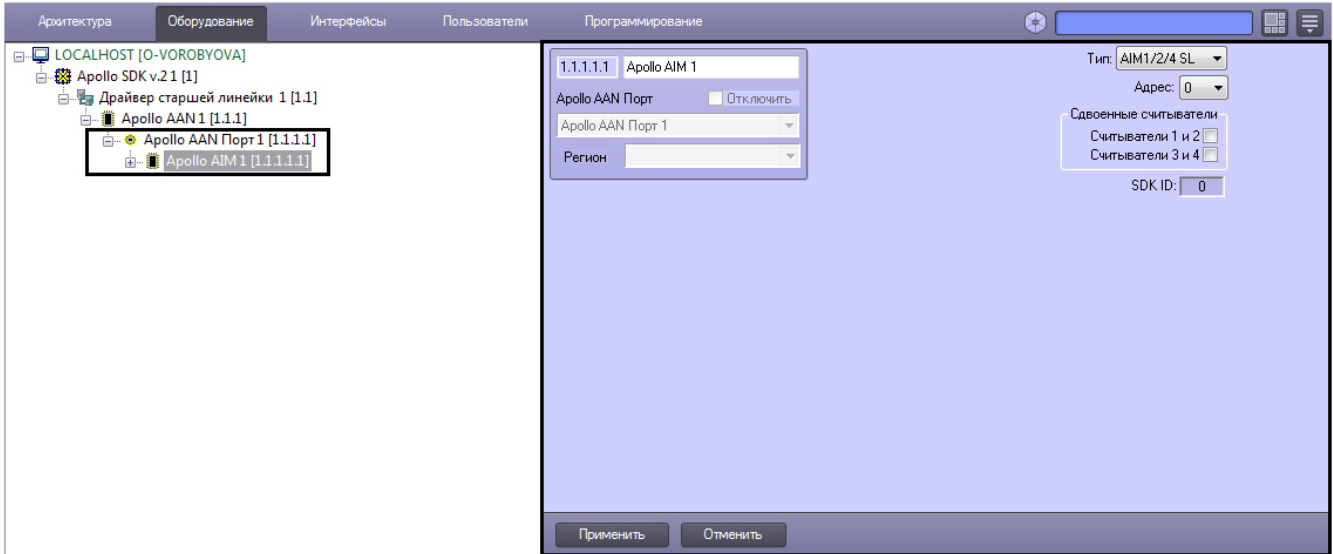 Архитектура Оборудование Интерфейсы Пользователи Программирование
LOCALHOST [O-VOROBYOVA]
Apollo SDK v.2 1 [1]
Драйвер старшей линейки 1 [1.1]
Apollo AAN 1 [1.1.1]
Apollo AAN Порт 1 [1.1.1.1]
Apollo AIM 1 [1.1.1.1.1]
1.1.1.1.1 Apollo AIM 1
Apollo AAN Порт Отключить
Apollo AAN Порт 1
Регион
Тип: AIM1/2/4 SL
Адрес: 0
Сдвоенные считыватели
Считыватели 1 и 2
Считыватели 3 и 4
SDK ID: 0
Применить Отменить